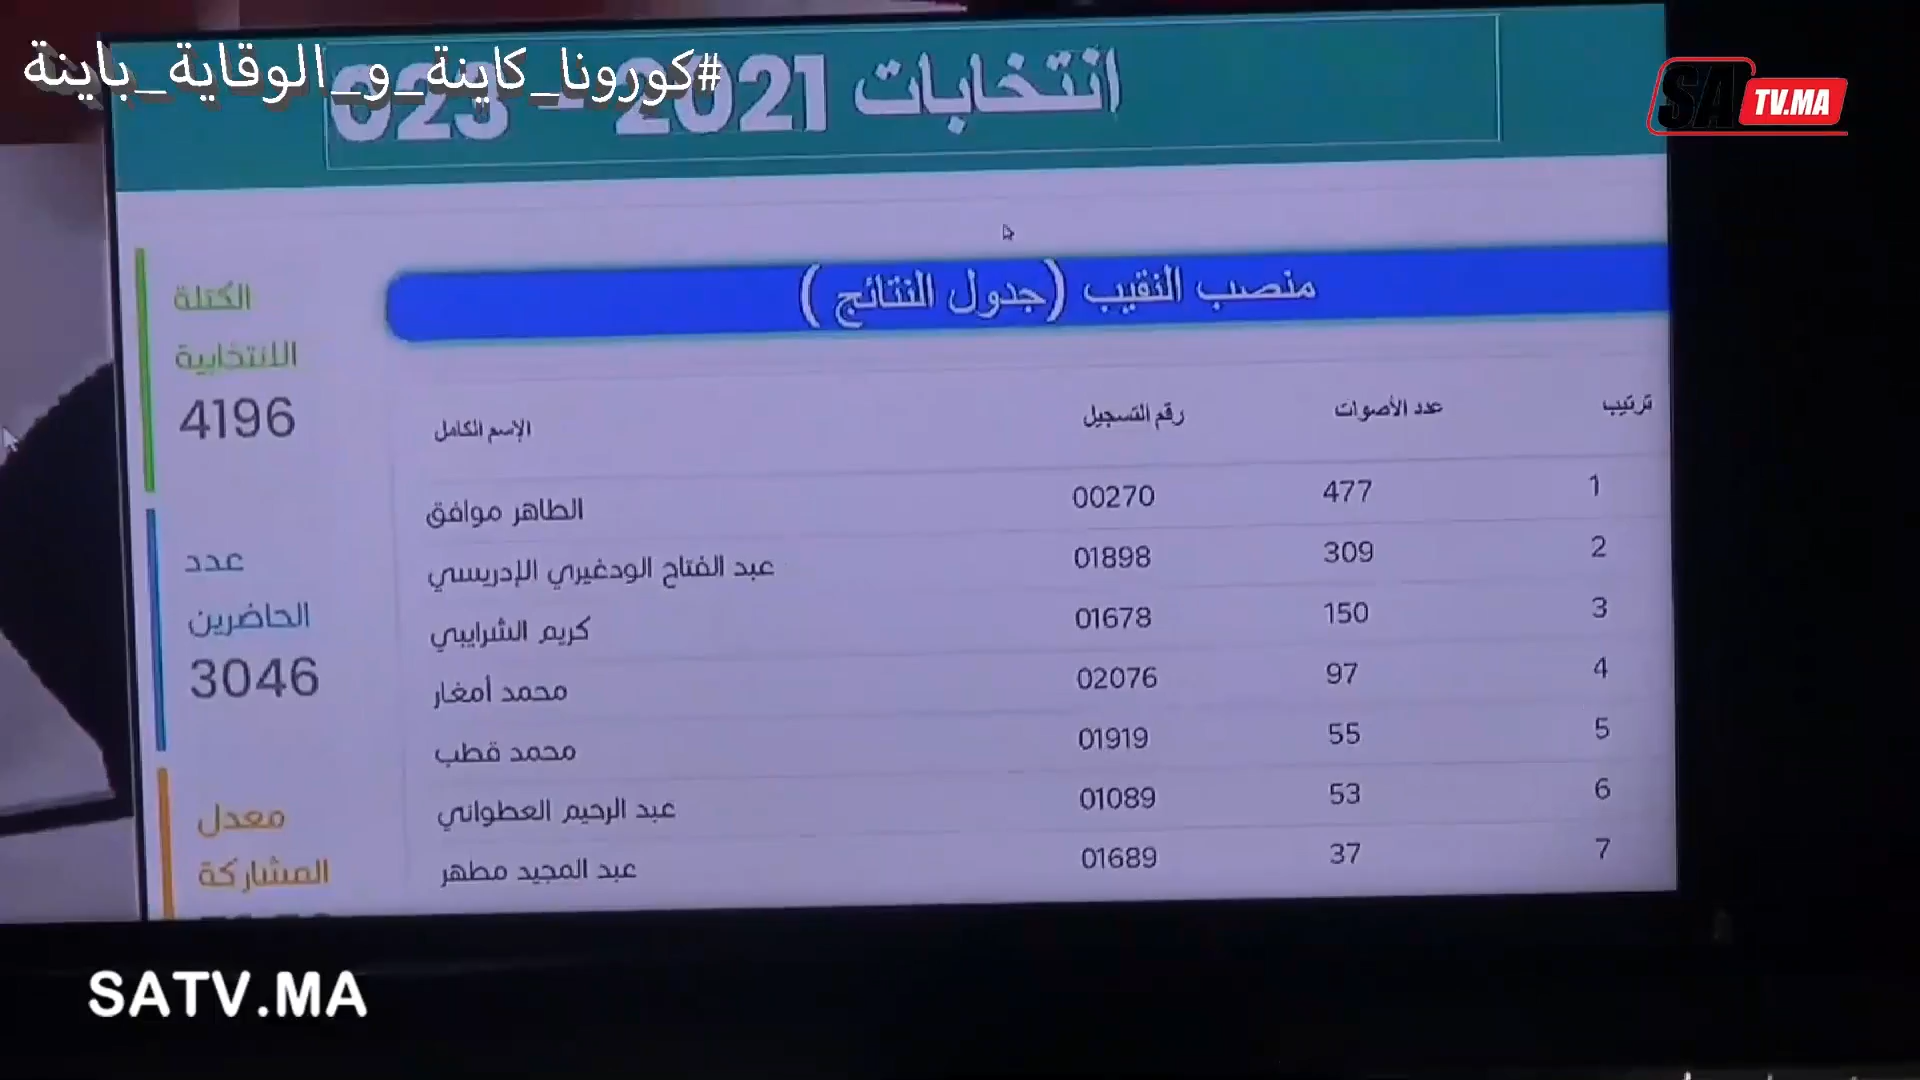 #كورونا_كاينة_و_الوقاية_باينة
SATV.MA
انتخابات 2021 - 023
منصب النقيب (جدول النتائج )
الكتلة
الانتخابية
4196
عدد
الحاضرين
3046
معدل
المشاركة
ترتيب عدد الأصوات رقم التسجيل الإسم الكامل
1 477 00270 الطاهر موافق
2 309 01898 عبد الفتاح الودغيري الإدريسي
3 150 01678 كريم الشرايبي
4 97 02076 محمد أمغار
5 55 01919 محمد قطب
6 53 01089 عبد الرحيم العطواني
7 37 01689 عبد المجيد مطهر
SATV.MA